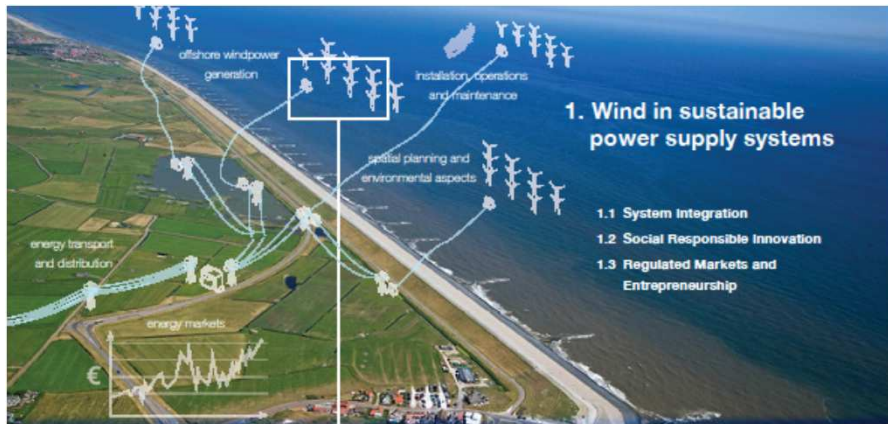 offshore windpower
generation
installation, operations
and maintenance
1. Wind in sustainable
power supply systems
spatial planning and
environmental aspects
1.1 System Integration
1.2 Social Responsible Innovation
1.3 Regulated Markets and
Entrepreneurship
energy transport
and distribution
energy markets
€